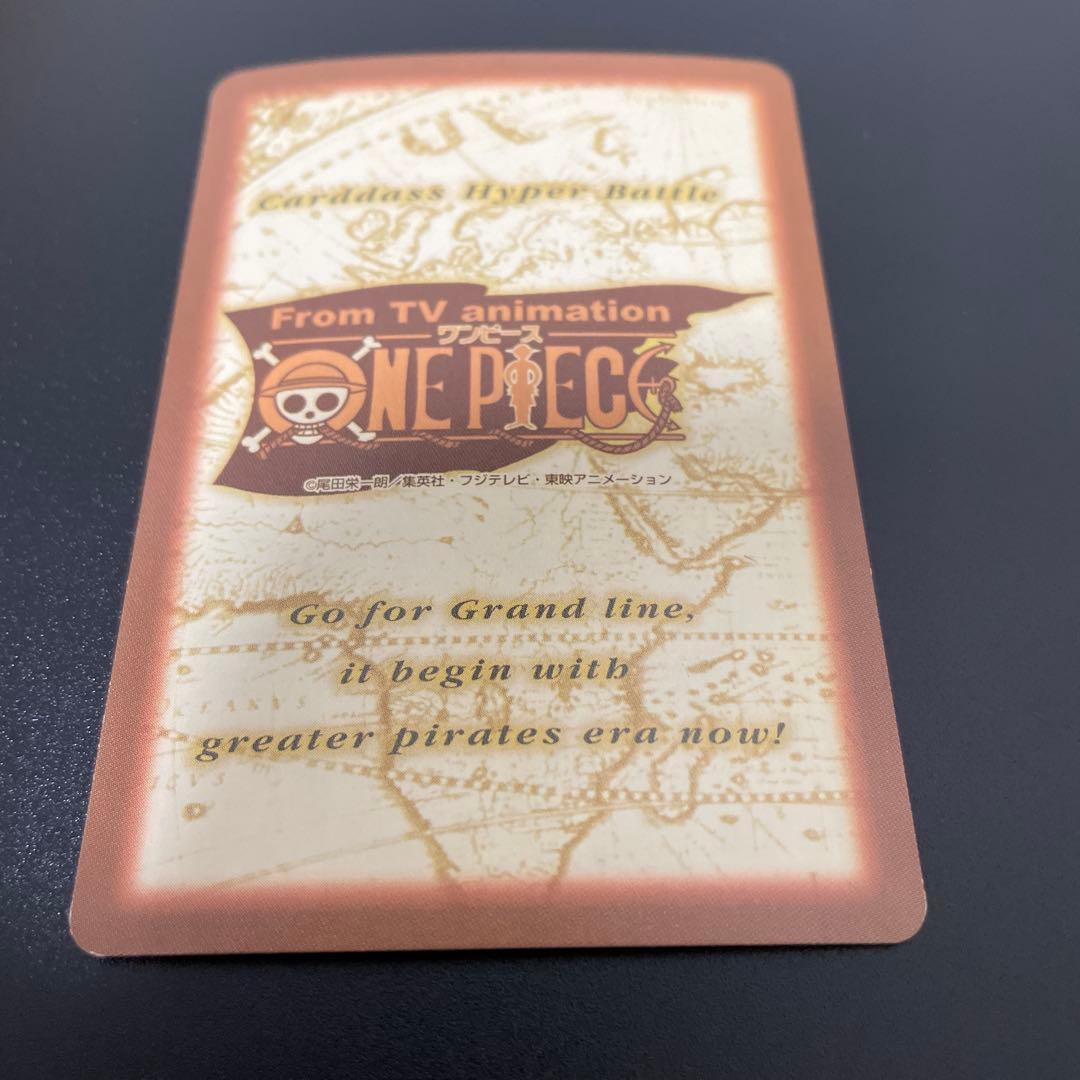 Carddass Hyper Battle
From TV animation
ワンピース
ONE PIECE
©尾田栄一郎／集英社・フジテレビ・東映アニメーション
Go for Grand line,
it begin with
greater pirates era now!